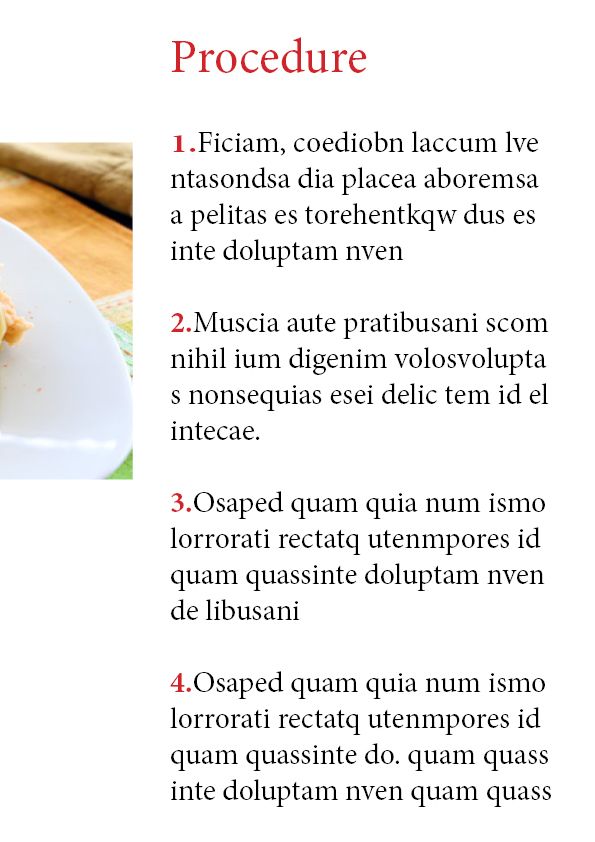 Procedure
1.Ficiam, coediobn laccum lve
ntasondsa dia placea aboremsa
a pelitas es torehentkqw dus es
inte doluptam nven
2.Muscia aute pratibusani scom
nihil ium digenim volosvolupta
s nonsequias esei delic tem id el
intecae.
3.Osaped quam quia num ismo
lorrorati rectatq utenmpores id
quam quassinte doluptam nven
de libusani
4.Osaped quam quia num ismo
lorrorati rectatq utenmpores id
quam quassinte do. quam quass
inte doluptam nven quam quass